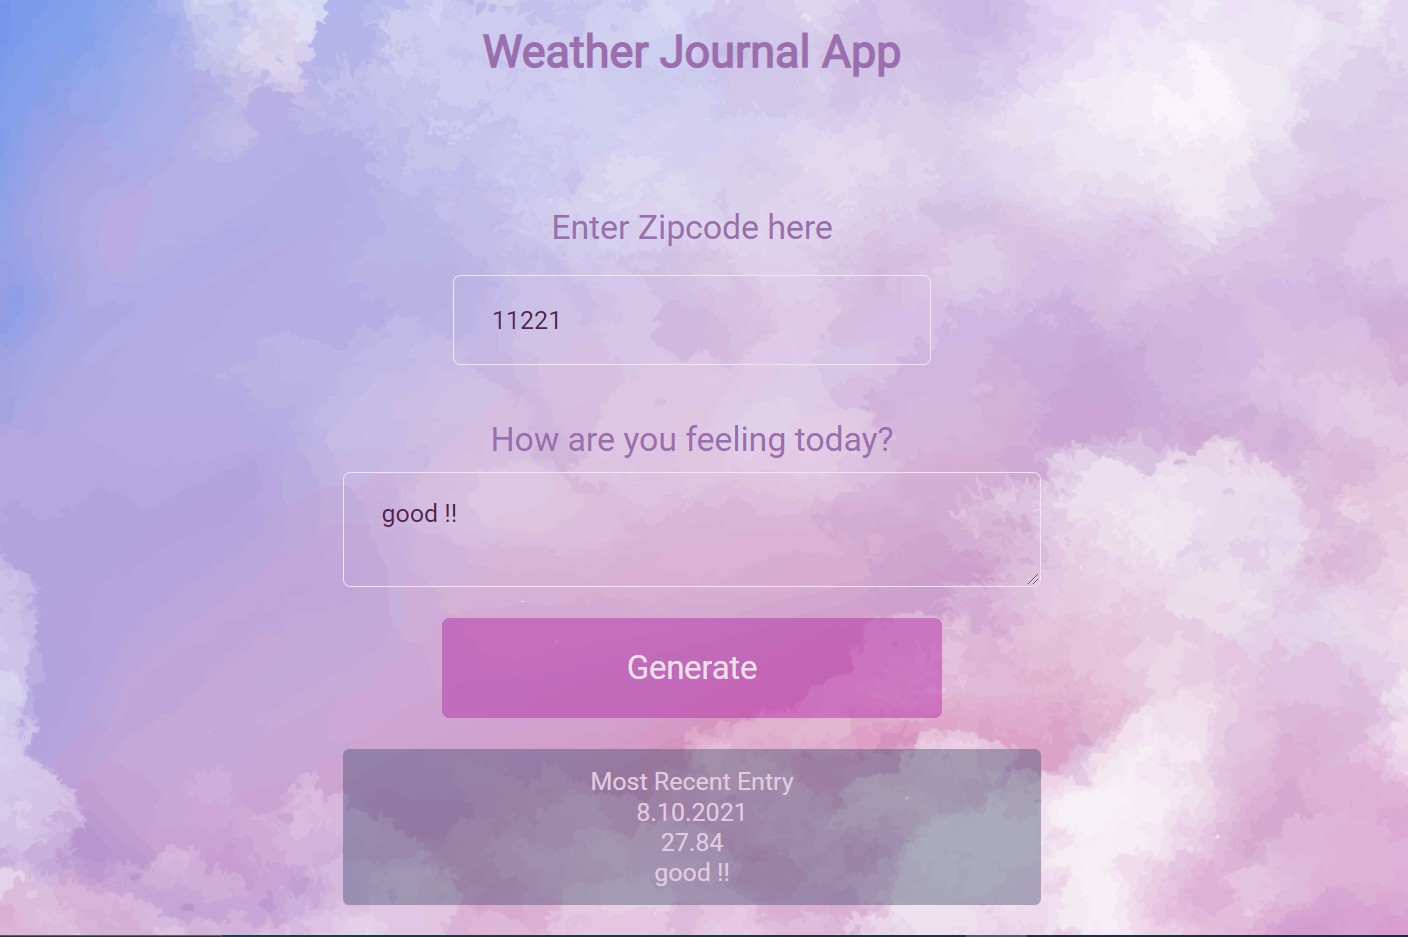 Weather Journal App
Enter Zipcode here
11221
How are you feeling today?
good !!
Generate
Most Recent Entry
8.10.2021
27.84
good !!